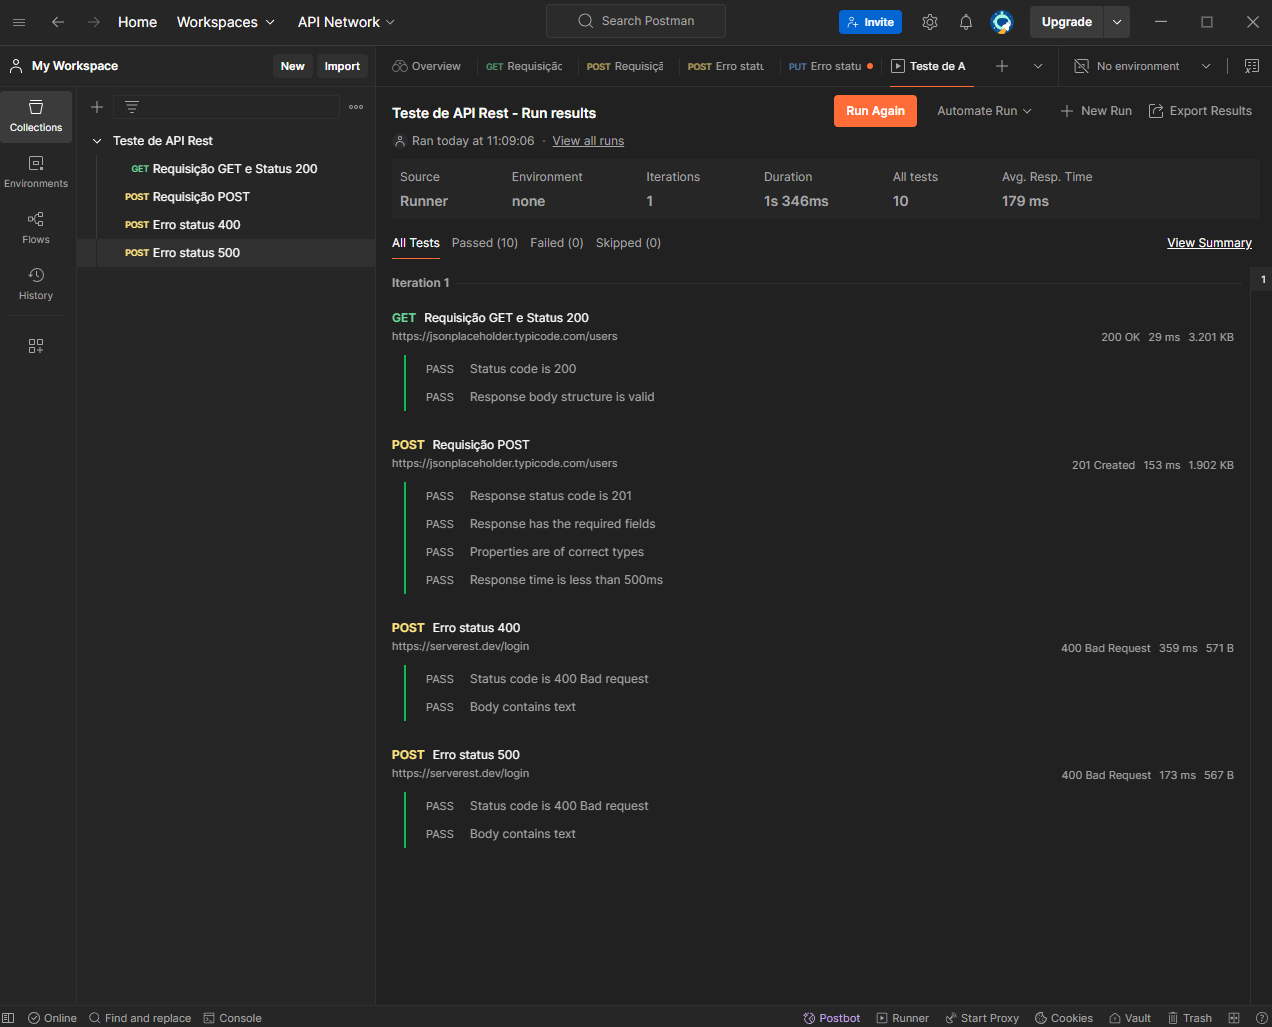 Home Workspaces API Network Search Postman Invite Upgrade
My Workspace New Import Overview GET Requisição POST Requisiçã POST Erro statu PUT Erro statu Teste de A No environment
Collections
Environments
Flows
History
Teste de API Rest
GET Requisição GET e Status 200
POST Requisição POST
POST Erro status 400
POST Erro status 500
Teste de API Rest - Run results Run Again Automate Run New Run Export Results
Ran today at 11:09:06 · View all runs
Source Environment Iterations Duration All tests Avg. Resp. Time
Runner none 1 1s 346ms 10 179 ms
All Tests Passed (10) Failed (0) Skipped (0) View Summary
Iteration 1 1
GET Requisição GET e Status 200
https://jsonplaceholder.typicode.com/users 200 OK 29 ms 3.201 KB
PASS Status code is 200
PASS Response body structure is valid
POST Requisição POST
https://jsonplaceholder.typicode.com/users 201 Created 153 ms 1.902 KB
PASS Response status code is 201
PASS Response has the required fields
PASS Properties are of correct types
PASS Response time is less than 500ms
POST Erro status 400
https://serverest.dev/login 400 Bad Request 359 ms 571 B
PASS Status code is 400 Bad request
PASS Body contains text
POST Erro status 500
https://serverest.dev/login 400 Bad Request 173 ms 567 B
PASS Status code is 400 Bad request
PASS Body contains text
Online Find and replace Console Postbot Runner Start Proxy Cookies Vault Trash